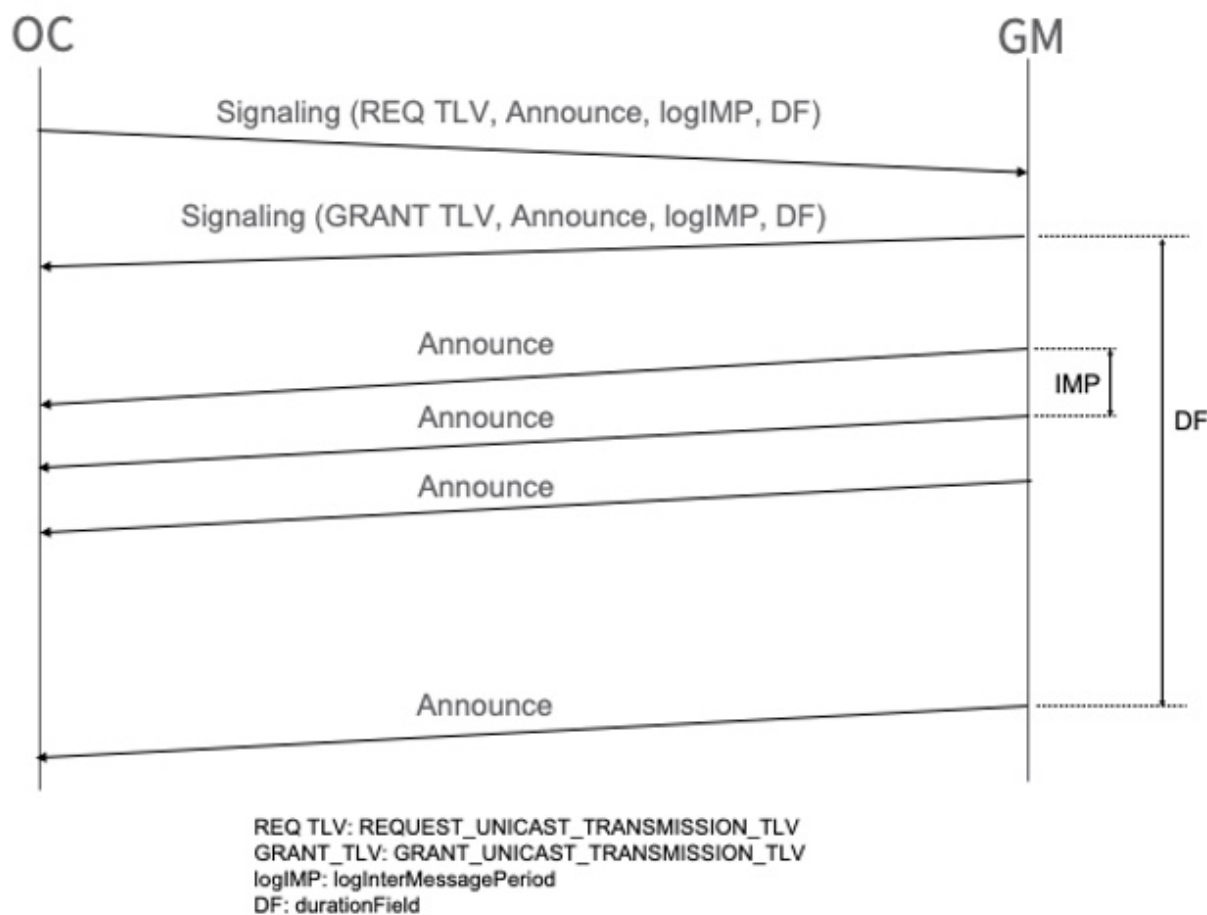 OC
GM
Signaling (REQ TLV, Announce, logIMP, DF)
Signaling (GRANT TLV, Announce, logIMP, DF)
Announce
IMP
Announce
DF
Announce
Announce
REQ TLV: REQUEST_UNICAST_TRANSMISSION_TLV
GRANT_TLV: GRANT_UNICAST_TRANSMISSION_TLV
logIMP: logInterMessagePeriod
DF: durationField